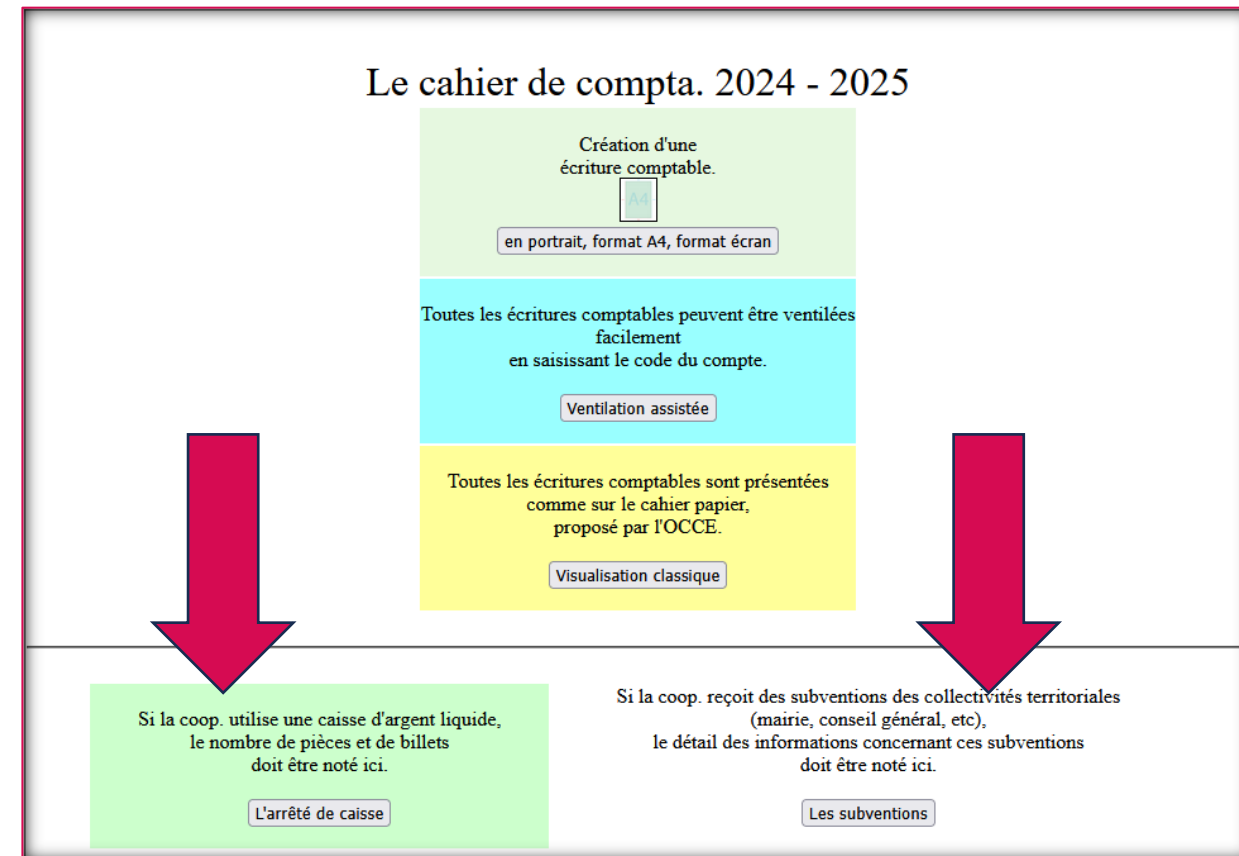 Le cahier de compta. 2024 - 2025
Création d'une
écriture comptable.
A4
en portrait, format A4, format écran
Toutes les écritures comptables peuvent être ventilées
facilement
en saisissant le code du compte.
Ventilation assistée
Toutes les écritures comptables sont présentées
comme sur le cahier papier,
proposé par l'OCCE.
Visualisation classique
Si la coop. utilise une caisse d'argent liquide,
le nombre de pièces et de billets
doit être noté ici.
L'arrêté de caisse
Si la coop. reçoit des subventions des collectivités territoriales
(mairie, conseil général, etc),
le détail des informations concernant ces subventions
doit être noté ici.
Les subventions